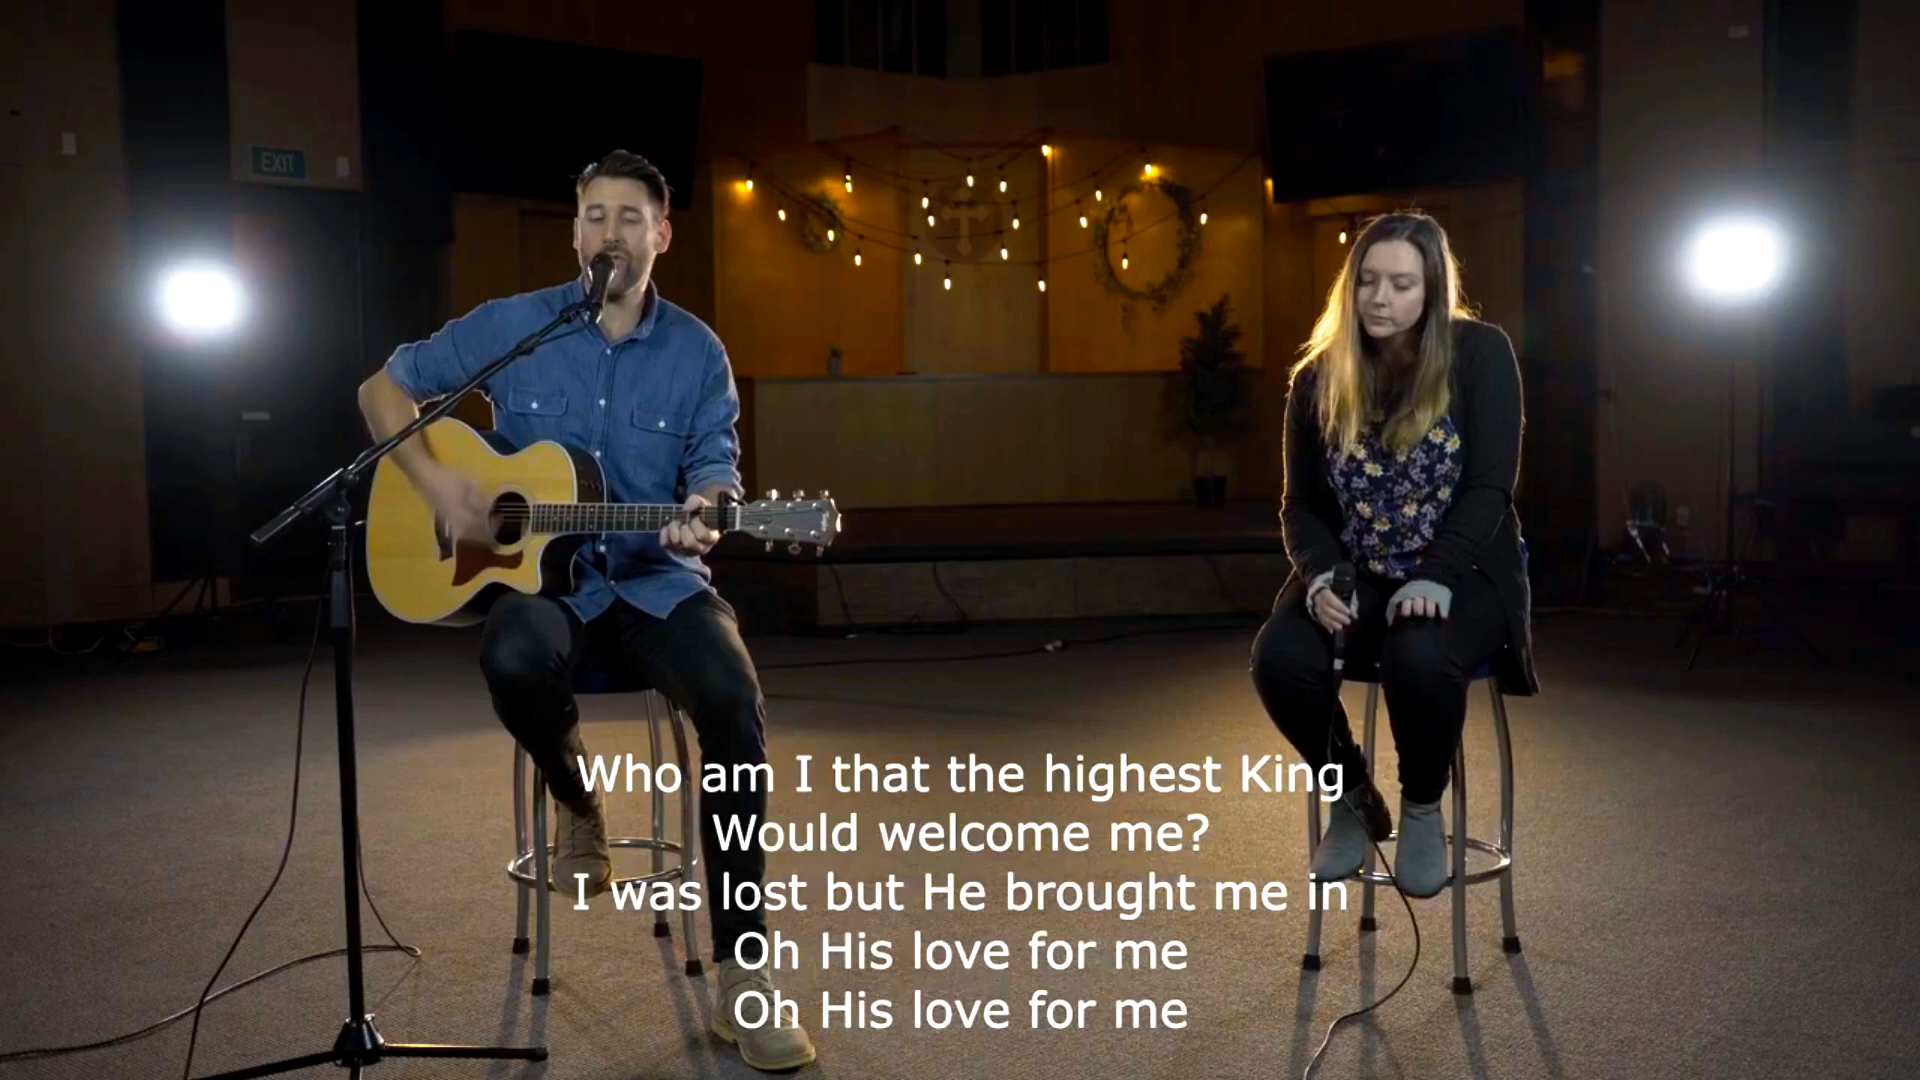 EXIT
Who am I that the highest King
Would welcome me?
I was lost but He brought me in
Oh His love for me
Oh His love for me